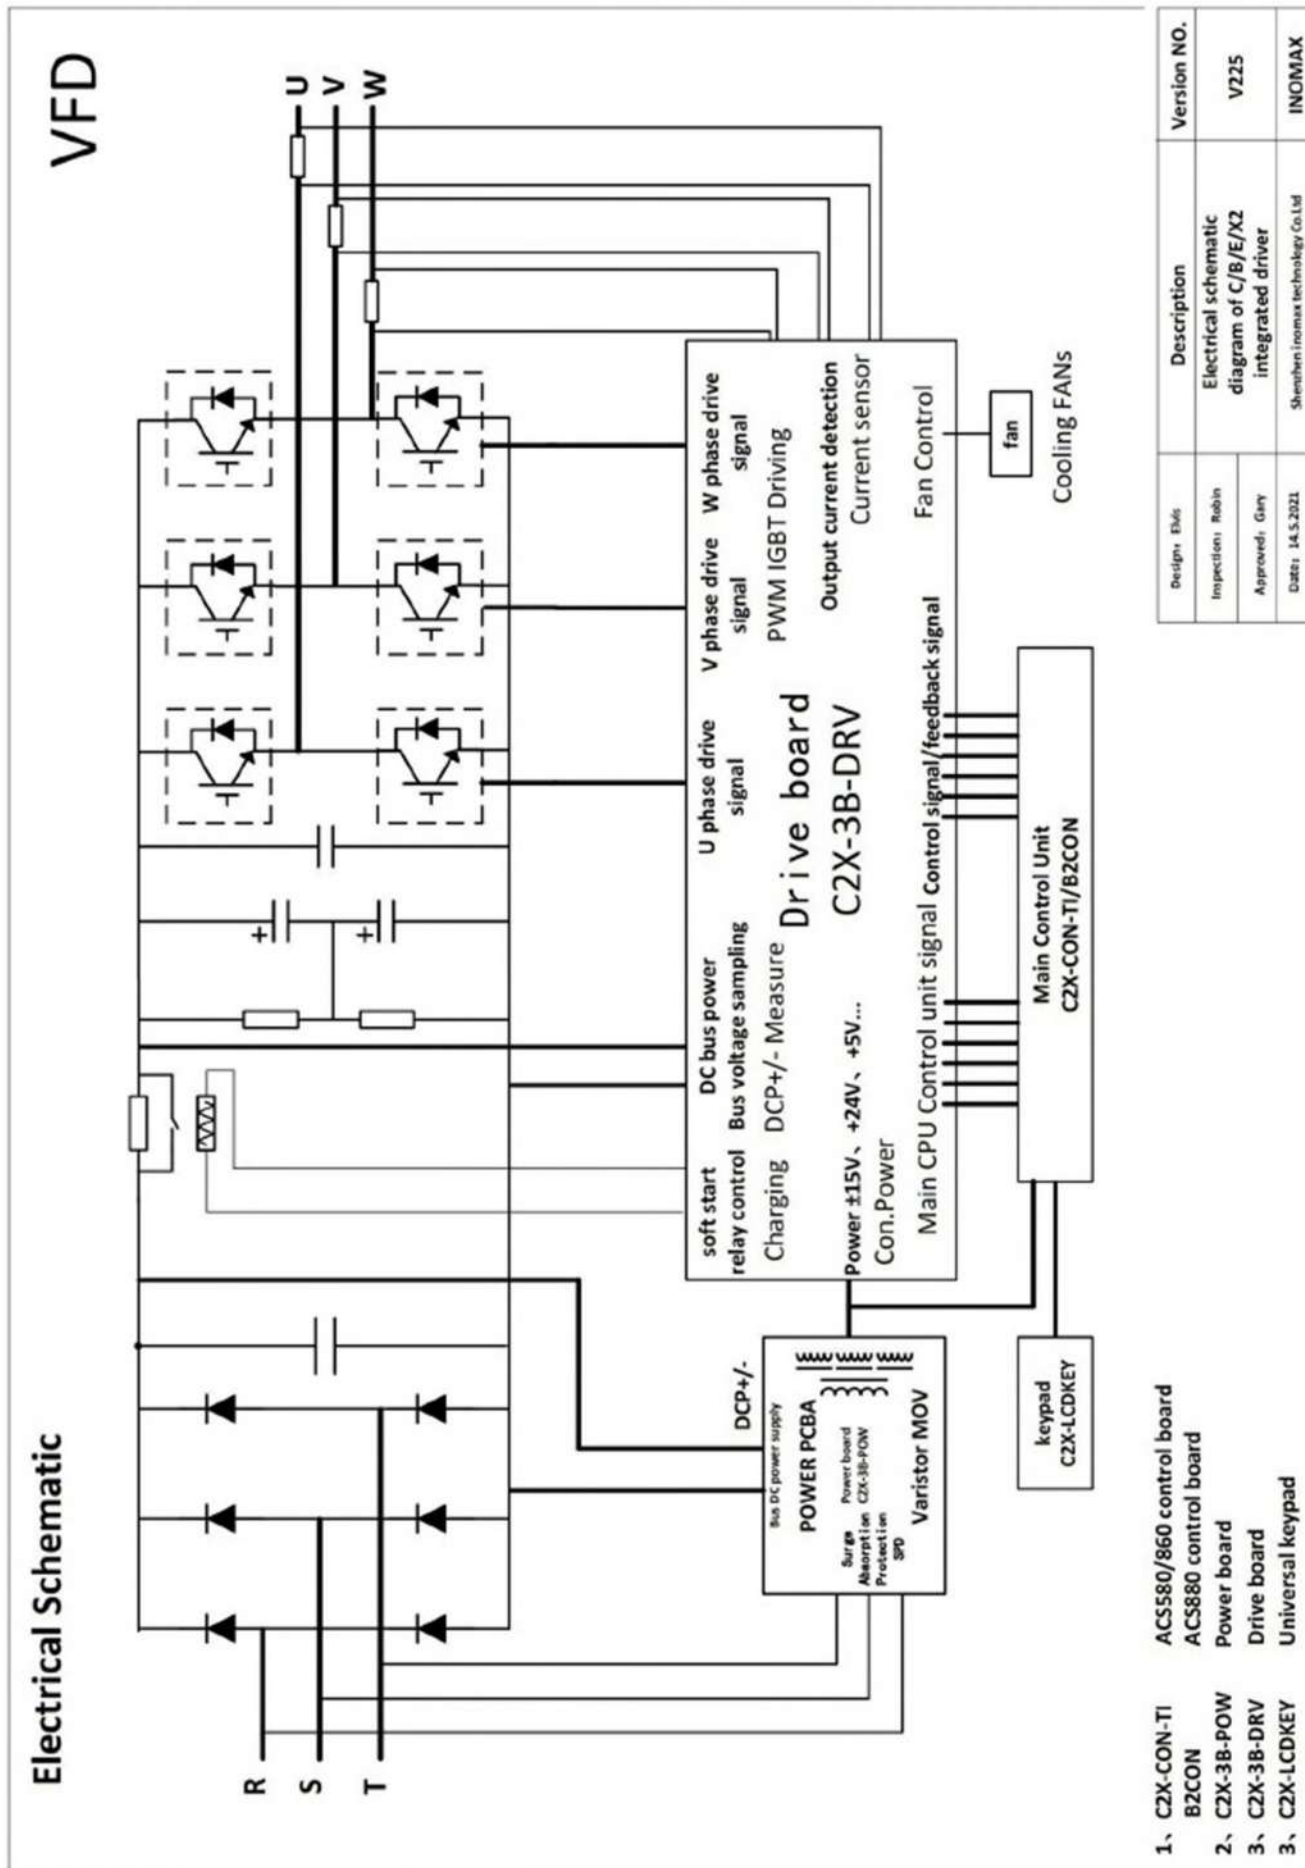 Electrical Schematic
VFD
R
S
T
U
V
W
+
+
soft start
relay control
Charging
DC bus power
Bus voltage sampling
DCP+/- Measure
U phase drive
signal
V phase drive
signal
W phase drive
signal
PWM IGBT Driving
Drive board
C2X-3B-DRV
Output current detection
Current sensor
Power ±15V、+24V、+5V...
Con.Power
Main CPU Control unit signal
Control signal/feedback signal
Fan Control
fan
Cooling FANs
DCP+/-
Bus DC power supply
POWER PCBA
Surge
Absorption
Protection
SPD
Power board
C2X-3B-POW
Varistor MOV
Main Control Unit
C2X-CON-TI/B2CON
keypad
C2X-LCDKEY
1、C2X-CON-TI ACS580/860 control board
B2CON ACS880 control board
2、C2X-3B-POW Power board
3、C2X-3B-DRV Drive board
3、C2X-LCDKEY Universal keypad
Design: Elvis
Description
Version NO.
Inspection: Robin
Electrical schematic
diagram of C/B/E/X2
integrated driver
V225
Approved: Gary
Date: 14.5.2021
Shenzhen inomax technology Co.Ltd
INOMAX